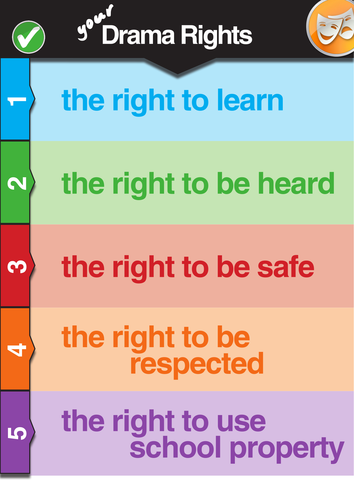 your
Drama Rights
1
the right to learn
2
the right to be heard
3
the right to be safe
4
the right to be
respected
5
the right to use
school property